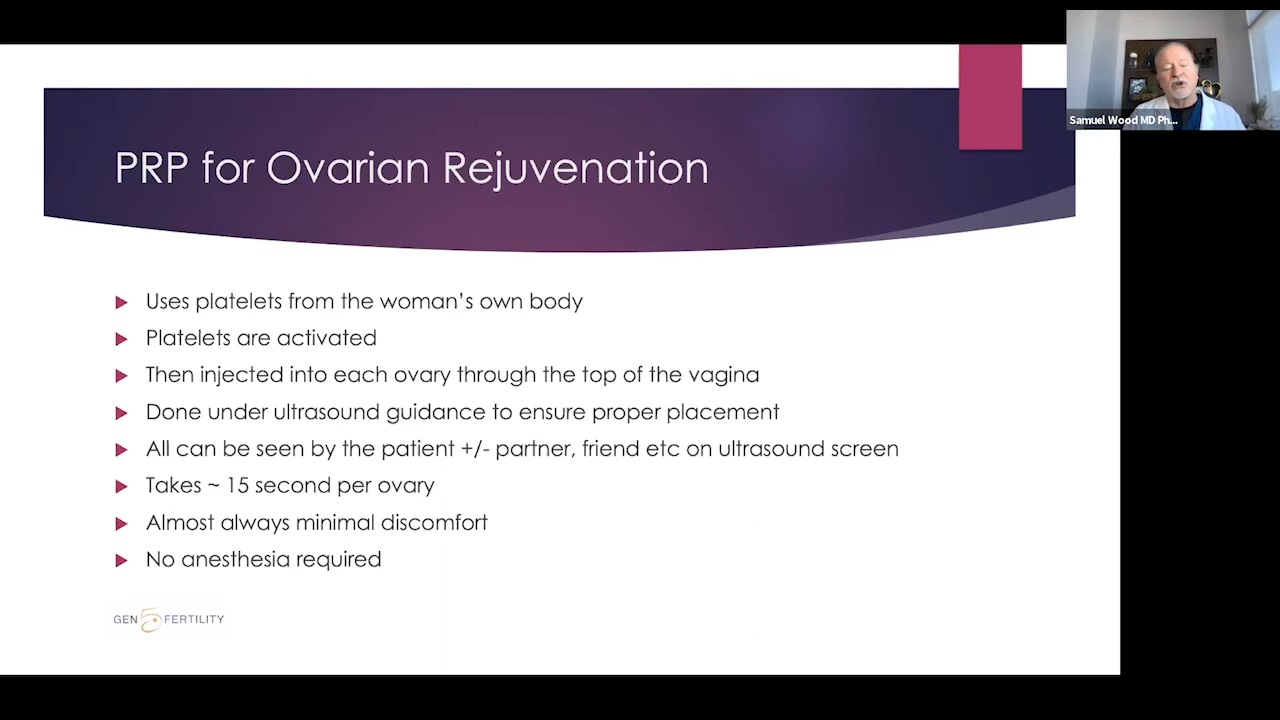 Samuel Wood MD Ph...
PRP for Ovarian Rejuvenation
Uses platelets from the woman's own body
Platelets are activated
Then injected into each ovary through the top of the vagina
Done under ultrasound guidance to ensure proper placement
All can be seen by the patient +/- partner, friend etc on ultrasound screen
Takes ~ 15 second per ovary
Almost always minimal discomfort
No anesthesia required
GEN 5 FERTILITY